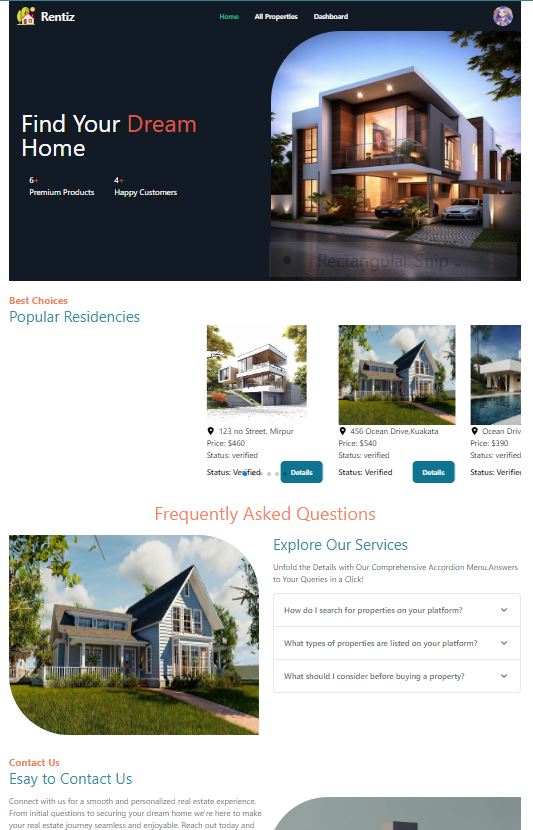 Rentiz
Home All Properties Dashboard
Find Your Dream
Home
6+ 4+
Premium Products Happy Customers
Rectangular Snip
Best Choices
Popular Residencies
123 no Street, Mirpur
Price: $460
Status: verified
Status: Verified Details
456 Ocean Drive,Kuakata
Price: $540
Status: verified
Status: Verified Details
Ocean Driv
Price: $390
Status: verified
Status: Verified
Frequently Asked Questions
Explore Our Services
Unfold the Details with Our Comprehensive Accordion Menu.Answers
to Your Queries in a Click!
How do I search for properties on your platform?
What types of properties are listed on your platform?
What should I consider before buying a property?
Contact Us
Esay to Contact Us
Connect with us for a smooth and personalized real estate experience.
From initial questions to securing your dream home we're here to make
your real estate journey seamless and enjoyable. Reach out today and